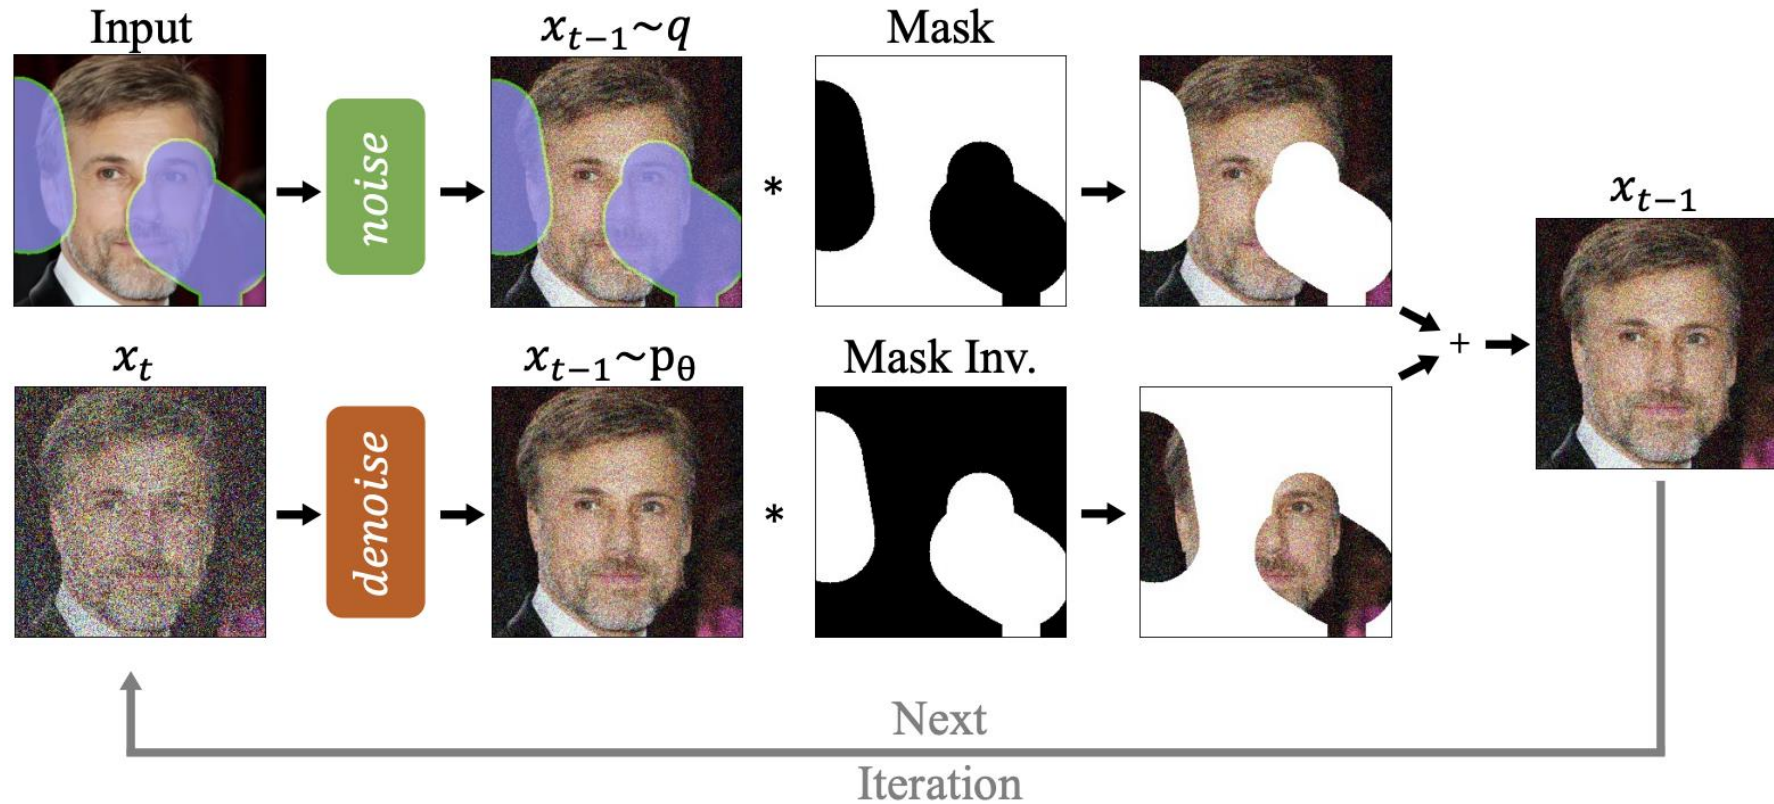 Input
x_{t−1}~q
Mask
noise
*
x_{t−1}
x_t
x_{t−1}~p_θ
Mask Inv.
+
denoise
*
Next
Iteration